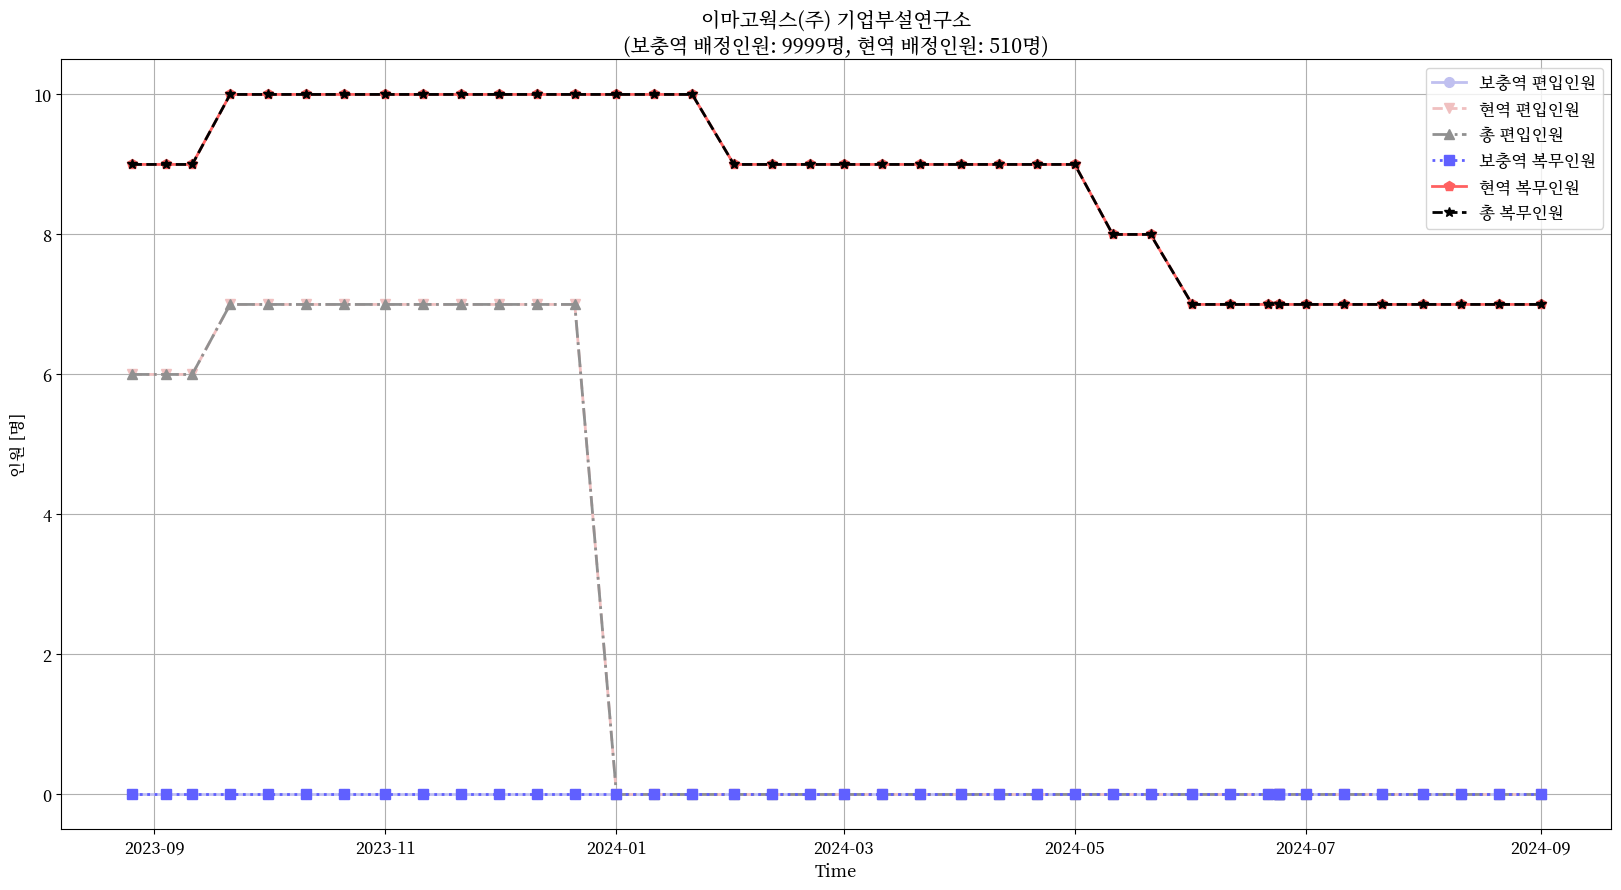 이마고웍스(주) 기업부설연구소
(보충역 배정인원: 9999명, 현역 배정인원: 510명)
보충역 편입인원
현역 편입인원
총 편입인원
보충역 복무인원
현역 복무인원
총 복무인원
인원 [명]
10
8
6
4
2
0
2023-09
2023-11
2024-01
2024-03
2024-05
2024-07
2024-09
Time